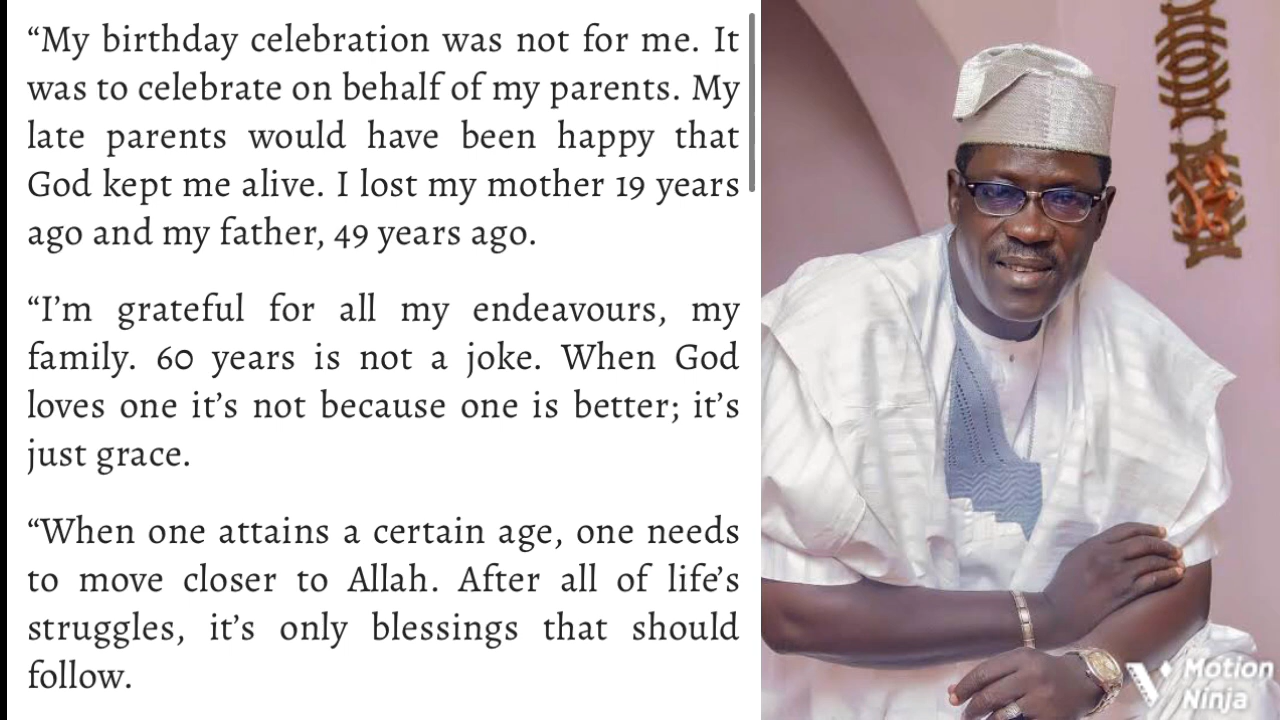 “My birthday celebration was not for me. It
was to celebrate on behalf of my parents. My
late parents would have been happy that
God kept me alive. I lost my mother 19 years
ago and my father, 49 years ago.
“I’m grateful for all my endeavours, my
family. 60 years is not a joke. When God
loves one it’s not because one is better; it’s
just grace.
“When one attains a certain age, one needs
to move closer to Allah. After all of life’s
struggles, it’s only blessings that should
follow.
Motion
Ninja